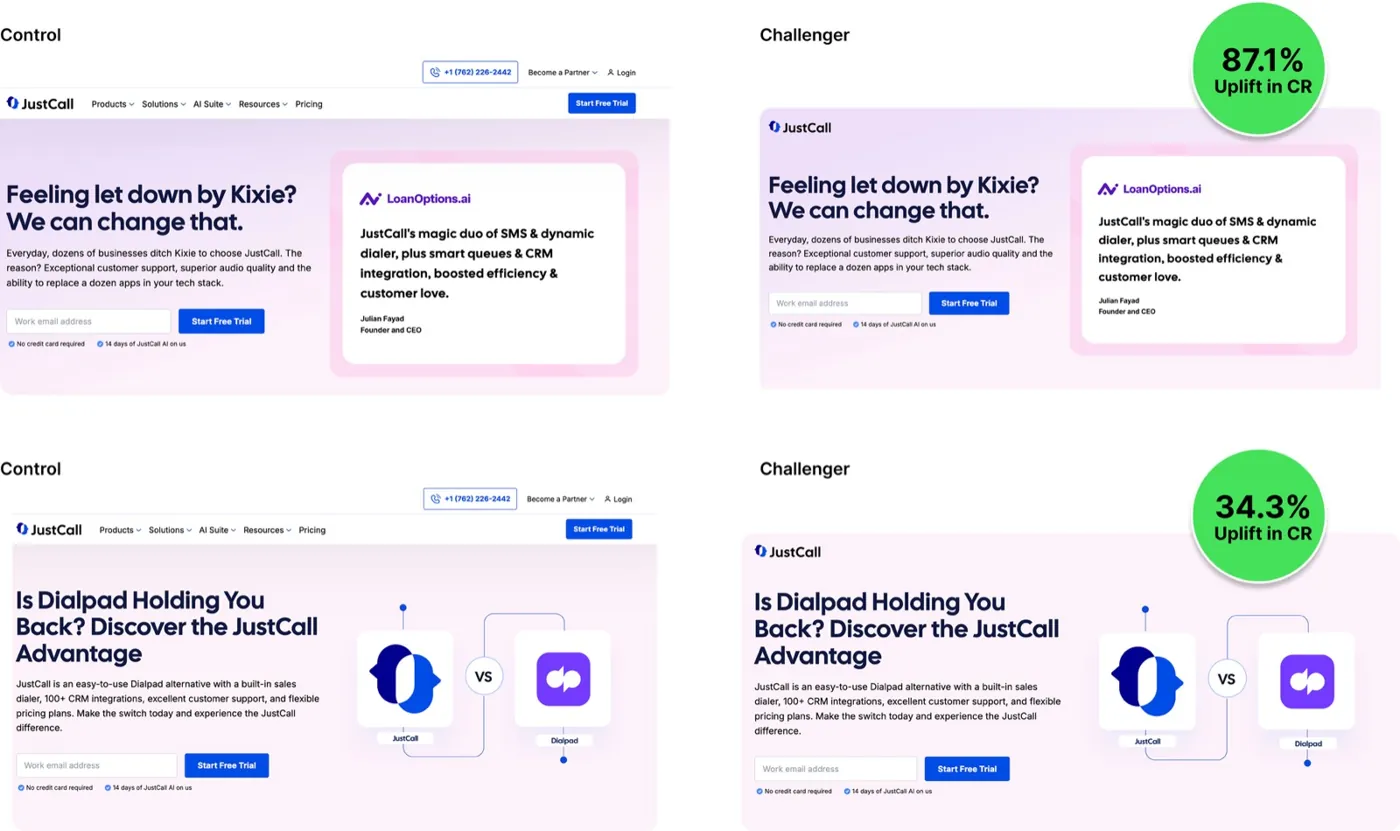 Control
+1 (762) 226-2442 Become a Partner Login
JustCall Products Solutions AI Suite Resources Pricing Start Free Trial
Feeling let down by Kixie?
We can change that.
Everyday, dozens of businesses ditch Kixie to choose JustCall. The
reason? Exceptional customer support, superior audio quality and the
ability to replace a dozen apps in your tech stack.
Work email address Start Free Trial
No credit card required 14 days of JustCall AI on us
LoanOptions.ai
JustCall's magic duo of SMS & dynamic
dialer, plus smart queues & CRM
integration, boosted efficiency &
customer love.
Julian Fayad
Founder and CEO
Challenger
87.1%
Uplift in CR
JustCall
Feeling let down by Kixie?
We can change that.
Everyday, dozens of businesses ditch Kixie to choose JustCall. The
reason? Exceptional customer support, superior audio quality and the
ability to replace a dozen apps in your tech stack.
Work email address Start Free Trial
No credit card required 14 days of JustCall AI on us
LoanOptions.ai
JustCall's magic duo of SMS & dynamic
dialer, plus smart queues & CRM
integration, boosted efficiency &
customer love.
Julian Fayad
Founder and CEO
Control
+1 (762) 226-2442 Become a Partner Login
JustCall Products Solutions AI Suite Resources Pricing Start Free Trial
Is Dialpad Holding You
Back? Discover the JustCall
Advantage
JustCall is an easy-to-use Dialpad alternative with a built-in sales
dialer, 100+ CRM integrations, excellent customer support, and flexible
pricing plans. Make the switch today and experience the JustCall
difference.
Work email address Start Free Trial
No credit card required 14 days of JustCall AI on us
VS
dp
JustCall
Dialpad
Challenger
34.3%
Uplift in CR
JustCall
Is Dialpad Holding You
Back? Discover the JustCall
Advantage
JustCall is an easy-to-use Dialpad alternative with a built-in sales
dialer, 100+ CRM integrations, excellent customer support, and flexible
pricing plans. Make the switch today and experience the JustCall
difference.
Work email address Start Free Trial
No credit card required 14 days of JustCall AI on us
VS
dp
JustCall
Dialpad